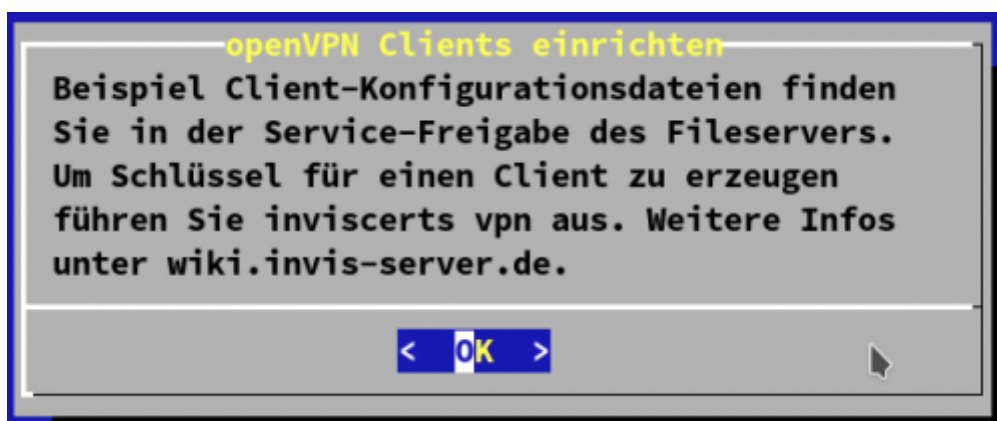 openVPN Clients einrichten
Beispiel Client-Konfigurationsdateien finden
Sie in der Service-Freigabe des Fileservers.
Um Schlüssel für einen Client zu erzeugen
führen Sie inviscerts vpn aus. Weitere Infos
unter wiki.invis-server.de.
<  OK  >